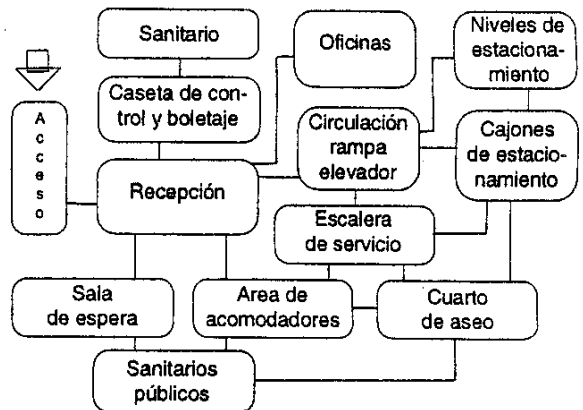 Sanitario
Oficinas
Niveles de
estaciona-
miento
Acceso
Caseta de con-
trol y boletaje
Circulación
rampa
elevador
Cajones
de estacio-
namiento
Recepción
Escalera
de servicio
Sala
de espera
Area de
acomodadores
Cuarto
de aseo
Sanitarios
públicos